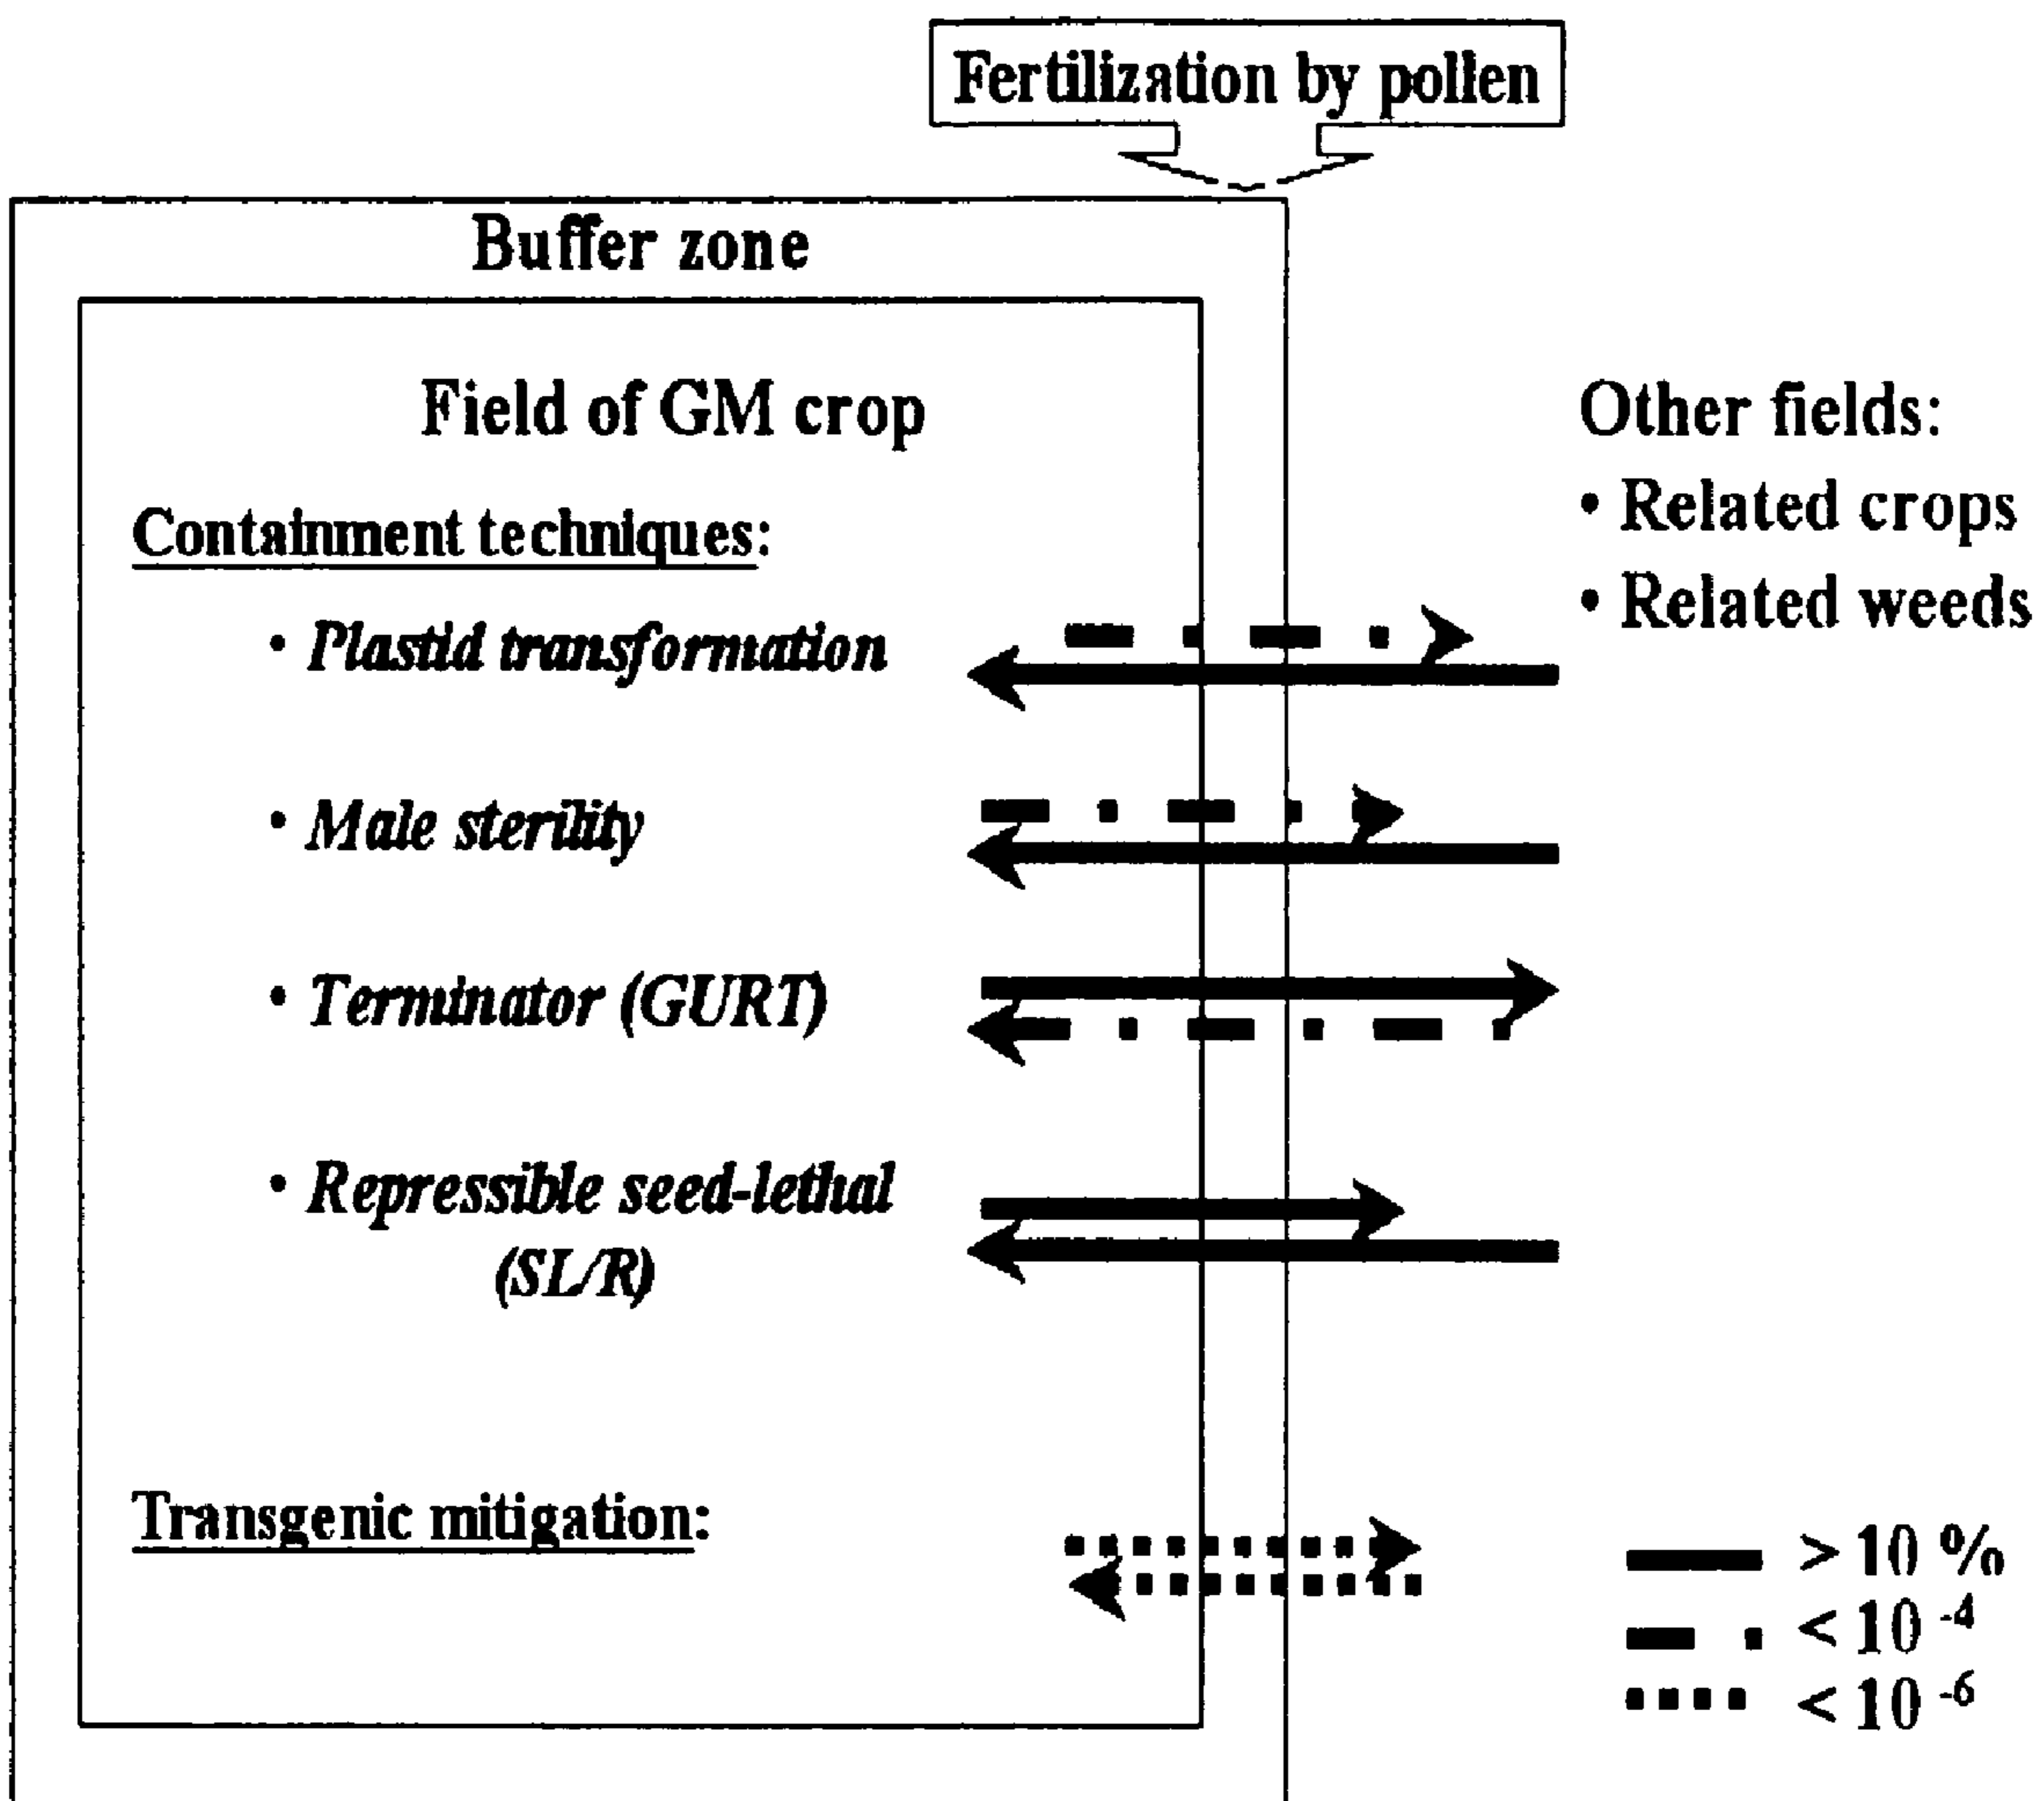 Fertilization by pollen
Buffer zone
Field of GM crop
Containment techniques:
• Plastid transformation
• Male sterility
• Terminator (GURT)
• Repressible seed-lethal
(SL/R)
Transgenic mitigation:
Other fields:
• Related crops
• Related weeds
> 10 %
< 10 -4
< 10 -6